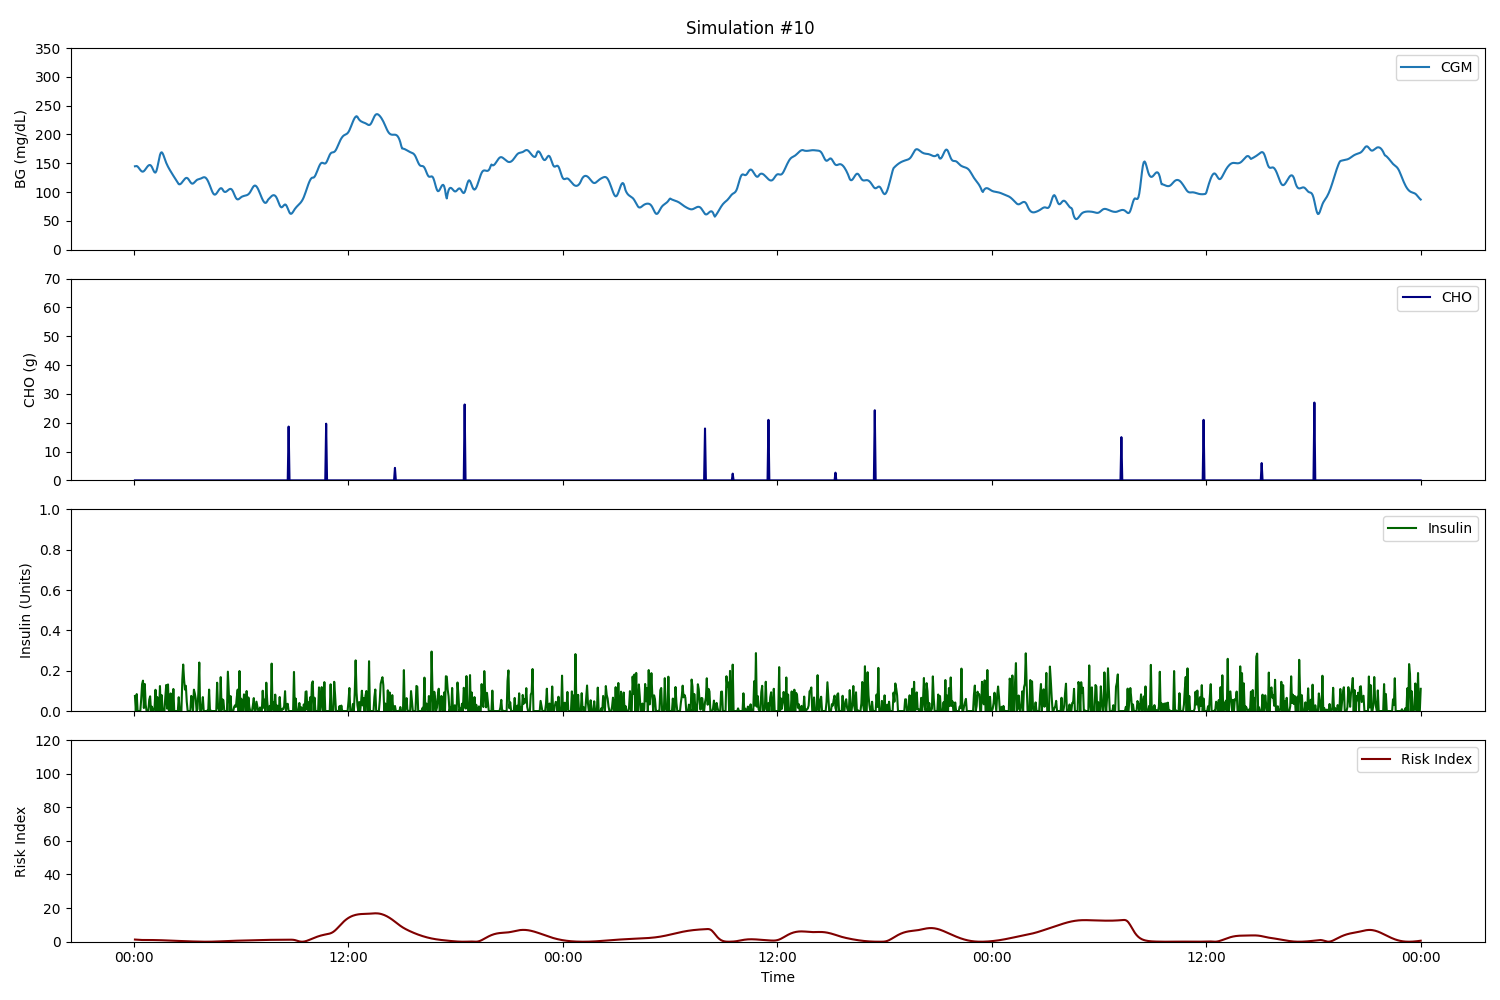 Simulation #10
350
300
250
200
150
100
50
0
BG (mg/dL)
CGM
70
60
50
40
30
20
10
0
CHO (g)
CHO
1.0
0.8
0.6
0.4
0.2
0.0
Insulin (Units)
Insulin
120
100
80
60
40
20
0
Risk Index
Risk Index
00:00 12:00 00:00 12:00 00:00 12:00 00:00
Time